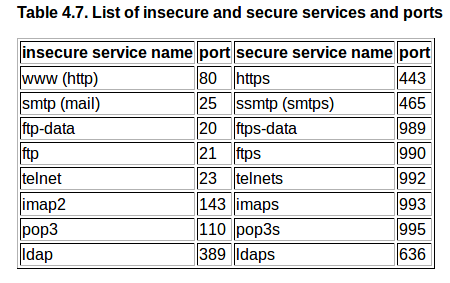 Table 4.7. List of insecure and secure services and ports
insecure service name port secure service name port
www (http) 80 https 443
smtp (mail) 25 ssmtp (smtps) 465
ftp-data 20 ftps-data 989
ftp 21 ftps 990
telnet 23 telnets 992
imap2 143 imaps 993
pop3 110 pop3s 995
ldap 389 ldaps 636